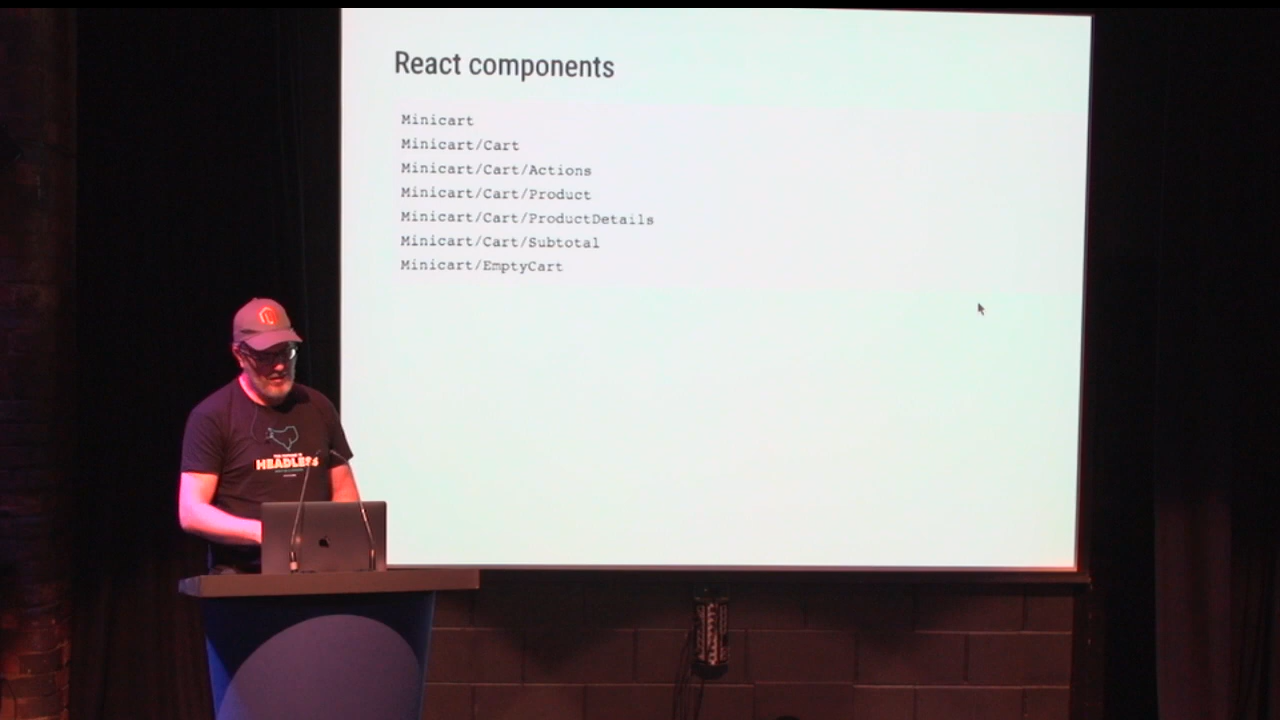 React components
Minicart
Minicart/Cart
Minicart/Cart/Actions
Minicart/Cart/Product
Minicart/Cart/ProductDetails
Minicart/Cart/Subtotal
Minicart/EmptyCart
HEADLESS